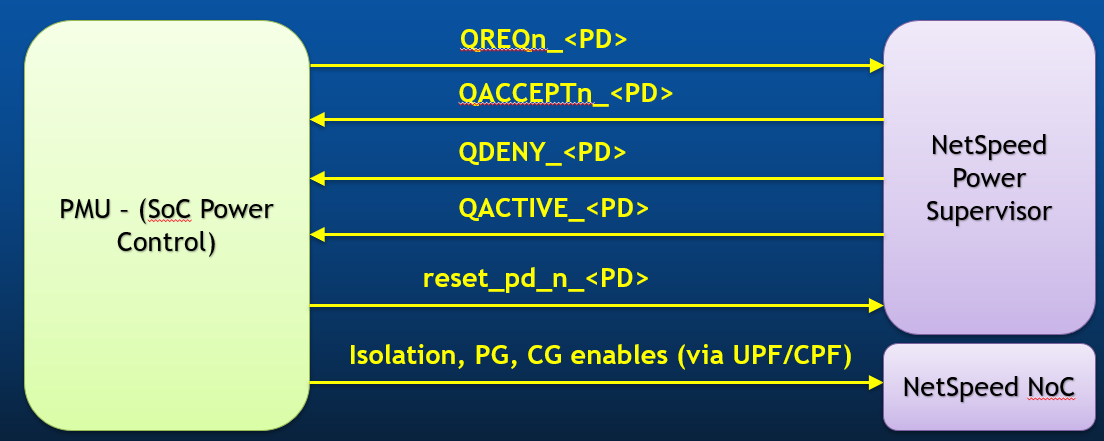 QREQn_<PD>
QACCEPTn_<PD>
QDENY_<PD>
QACTIVE_<PD>
reset_pd_n_<PD>
Isolation, PG, CG enables (via UPF/CPF)
PMU – (SoC Power
Control)
NetSpeed
Power
Supervisor
NetSpeed NoC